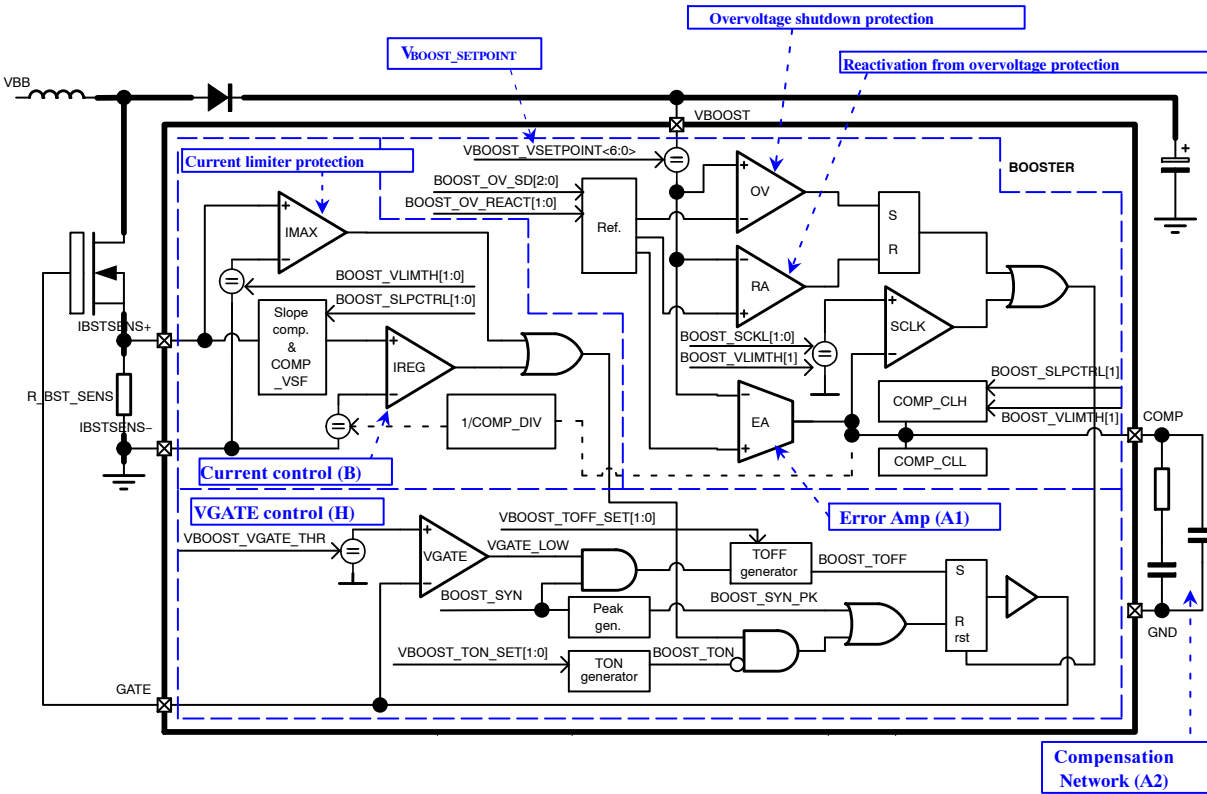 Overvoltage shutdown protection
VBOOST_SETPOINT
Reactivation from overvoltage protection
VBB
VBOOST
VBOOST_VSETPOINT<6:0>
Current limiter protection
BOOSTER
BOOST_OV_SD[2:0]
BOOST_OV_REACT[1:0]
Ref.
+
OV
−
S
R
+
IMAX
−
BOOST_VLIMTH[1:0]
BOOST_SLPCTRL[1:0]
−
RA
+
+
SCLK
−
IBSTSENS+
Slope
comp.
&
COMP
_VSF
+
IREG
−
BOOST_SCKL[1:0]
BOOST_VLIMTH[1]
BOOST_SLPCTRL[1]
COMP_CLH
BOOST_VLIMTH[1]
R_BST_SENS
IBSTSENS−
1/COMP_DIV
−
EA
+
COMP
COMP_CLL
Current control (B)
VGATE control (H)
Error Amp (A1)
VBOOST_TOFF_SET[1:0]
VBOOST_VGATE_THR
+
VGATE
−
VGATE_LOW
TOFF
generator
BOOST_TOFF
S
R
rst
BOOST_SYN
Peak
gen.
BOOST_SYN_PK
GND
VBOOST_TON_SET[1:0]
TON
generator
BOOST_TON
GATE
+
Compensation
Network (A2)